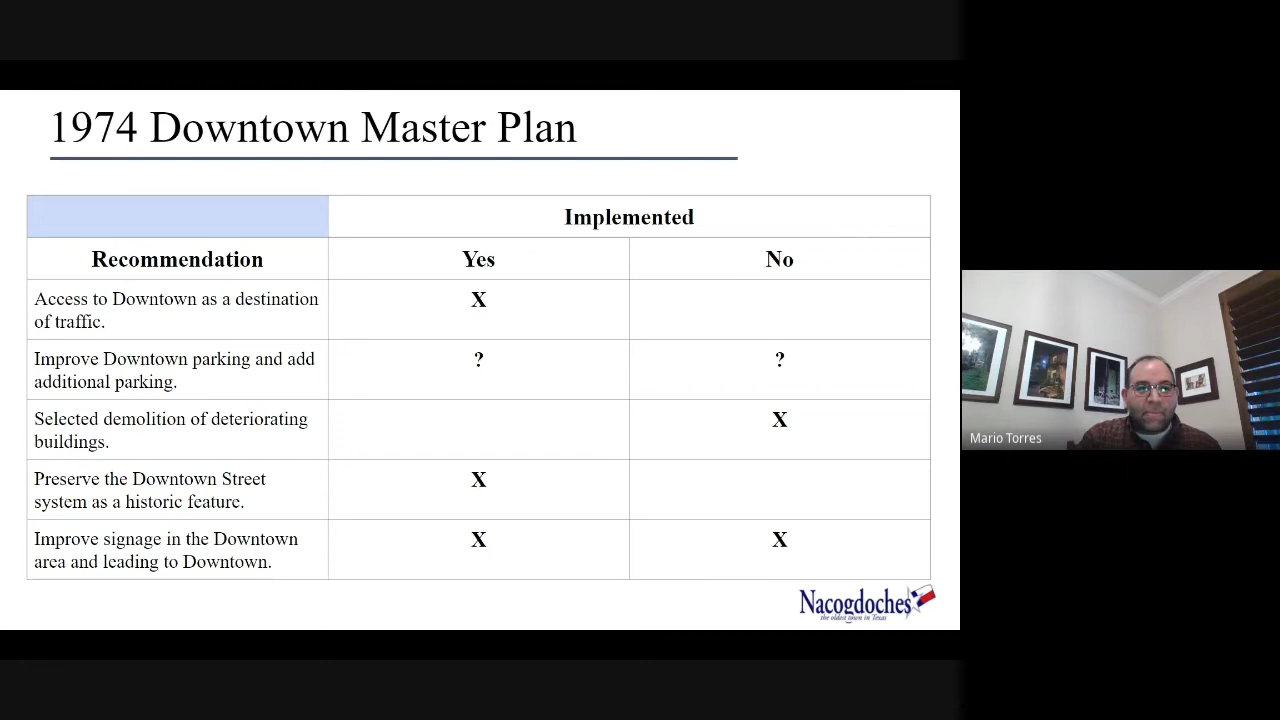 1974 Downtown Master Plan
Implemented
Recommendation Yes No
Access to Downtown as a destination X
of traffic.
Improve Downtown parking and add ? ?
additional parking.
Selected demolition of deteriorating X
buildings.
Preserve the Downtown Street X
system as a historic feature.
Improve signage in the Downtown X X
area and leading to Downtown.
Nacogdoches
the oldest town in Texas
Mario Torres